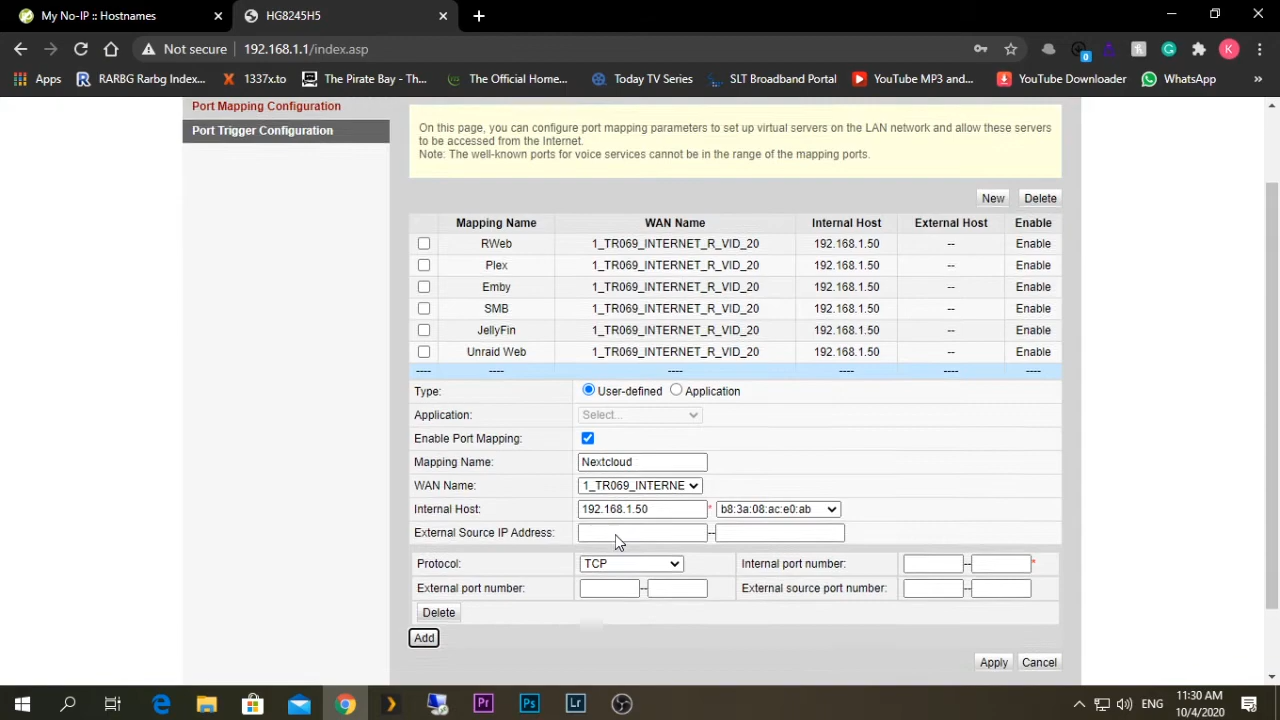 My No-IP :: Hostnames
HG8245H5
Not secure 192.168.1.1/index.asp
K
Apps
RARBG Rarbg Index...
1337x.to
The Pirate Bay - Th...
The Official Home...
Today TV Series
SLT Broadband Portal
YouTube MP3 and...
YouTube Downloader
WhatsApp
0
Port Mapping Configuration
Port Trigger Configuration
On this page, you can configure port mapping parameters to set up virtual servers on the LAN network and allow these servers
to be accessed from the Internet.
Note: The well-known ports for voice services cannot be in the range of the mapping ports.
New Delete
Mapping Name WAN Name Internal Host External Host Enable
RWeb 1_TR069_INTERNET_R_VID_20 192.168.1.50 -- Enable
Plex 1_TR069_INTERNET_R_VID_20 192.168.1.50 -- Enable
Emby 1_TR069_INTERNET_R_VID_20 192.168.1.50 -- Enable
SMB 1_TR069_INTERNET_R_VID_20 192.168.1.50 -- Enable
JellyFin 1_TR069_INTERNET_R_VID_20 192.168.1.50 -- Enable
Unraid Web 1_TR069_INTERNET_R_VID_20 192.168.1.50 -- Enable
---- ---- ---- ---- ---- ----
Type: User-defined Application
Application: Select...
Enable Port Mapping:
Mapping Name: Nextcloud
WAN Name: 1_TR069_INTERNE
Internal Host: 192.168.1.50 * b8:3a:08:ac:e0:ab
External Source IP Address: --
Protocol: TCP Internal port number: -- *
External port number: -- External source port number: --
Delete
Add
Apply Cancel
Pr Ps Lr
ENG
11:30 AM
10/4/2020